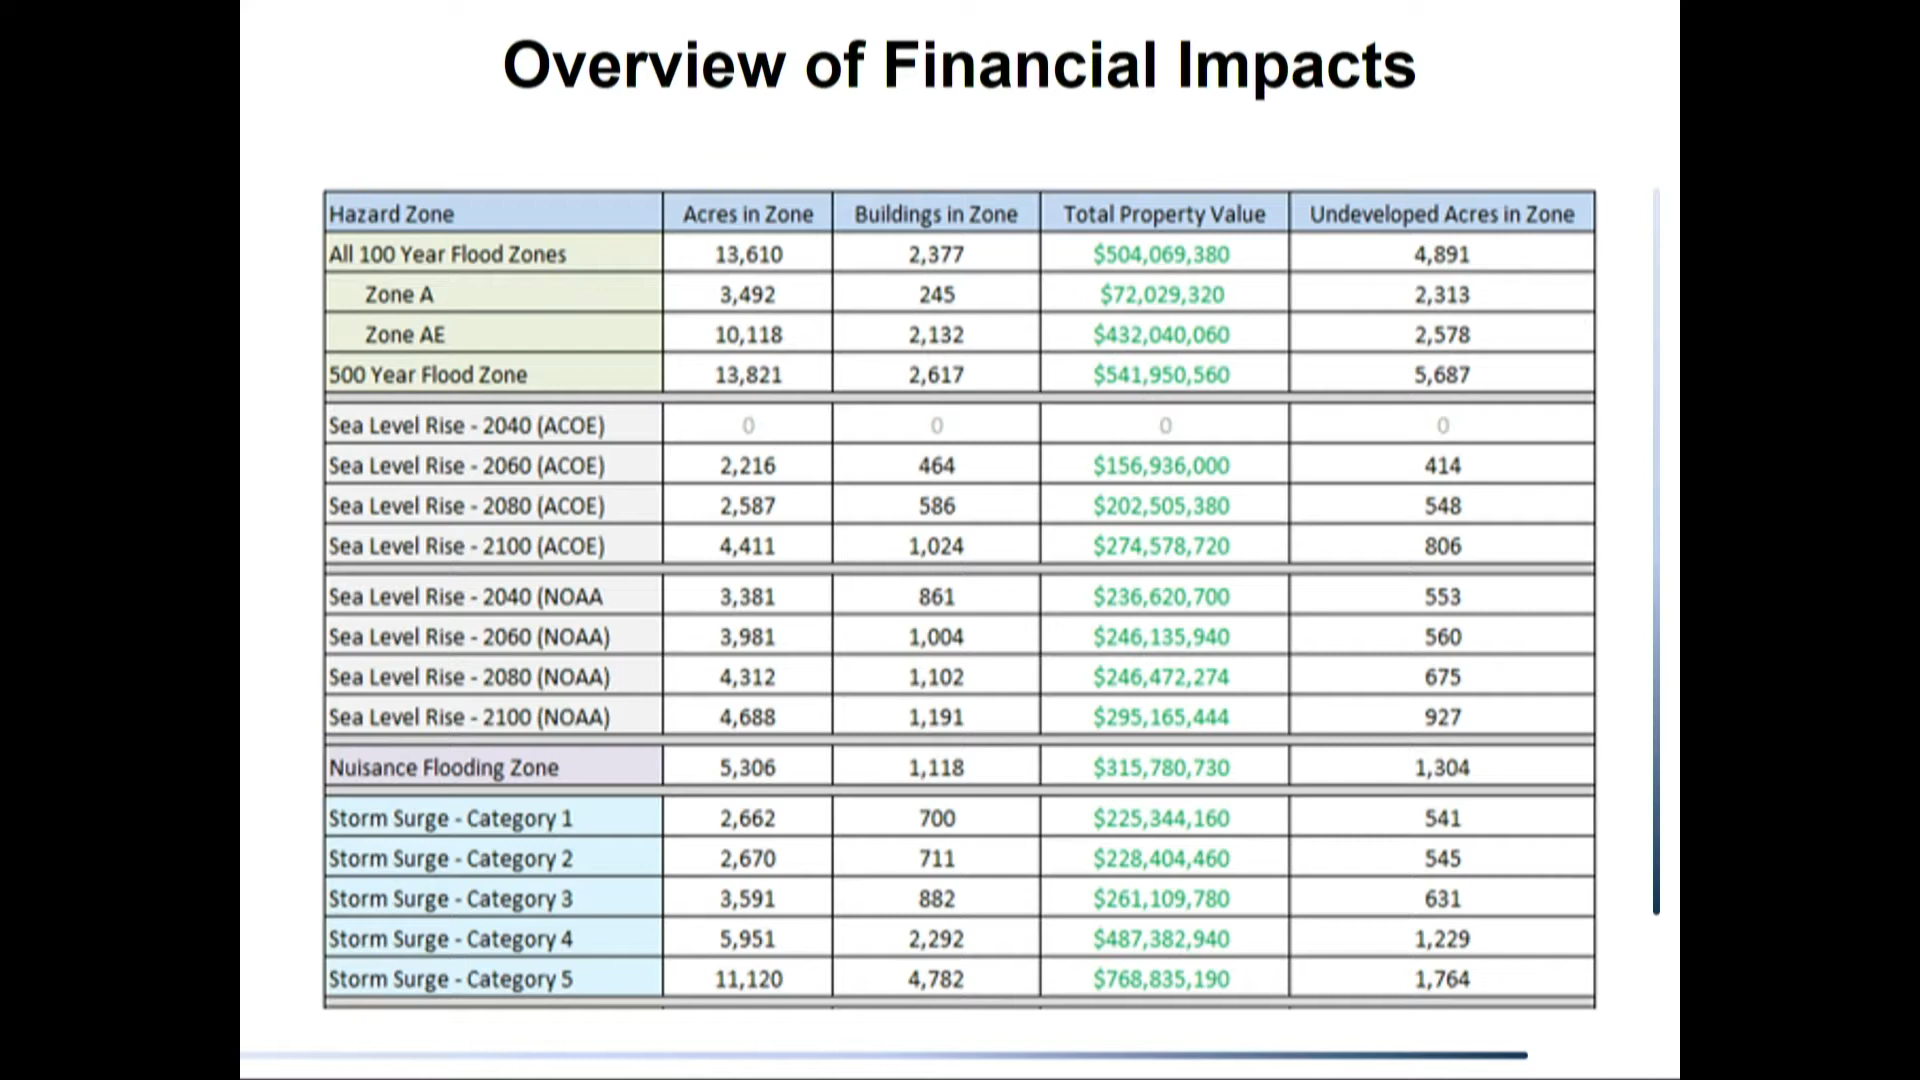 Overview of Financial Impacts
Hazard Zone Acres in Zone Buildings in Zone Total Property Value Undeveloped Acres in Zone
All 100 Year Flood Zones 13,610 2,377 $504,069,380 4,891
Zone A 3,492 245 $72,029,320 2,313
Zone AE 10,118 2,132 $432,040,060 2,578
500 Year Flood Zone 13,821 2,617 $541,950,560 5,687
Sea Level Rise - 2040 (ACOE) 0 0 0 0
Sea Level Rise - 2060 (ACOE) 2,216 464 $156,936,000 414
Sea Level Rise - 2080 (ACOE) 2,587 586 $202,505,380 548
Sea Level Rise - 2100 (ACOE) 4,411 1,024 $274,578,720 806
Sea Level Rise - 2040 (NOAA 3,381 861 $236,620,700 553
Sea Level Rise - 2060 (NOAA) 3,981 1,004 $246,135,940 560
Sea Level Rise - 2080 (NOAA) 4,312 1,102 $246,472,274 675
Sea Level Rise - 2100 (NOAA) 4,688 1,191 $295,165,444 927
Nuisance Flooding Zone 5,306 1,118 $315,780,730 1,304
Storm Surge - Category 1 2,662 700 $225,344,160 541
Storm Surge - Category 2 2,670 711 $228,404,460 545
Storm Surge - Category 3 3,591 882 $261,109,780 631
Storm Surge - Category 4 5,951 2,292 $487,382,940 1,229
Storm Surge - Category 5 11,120 4,782 $768,835,190 1,764